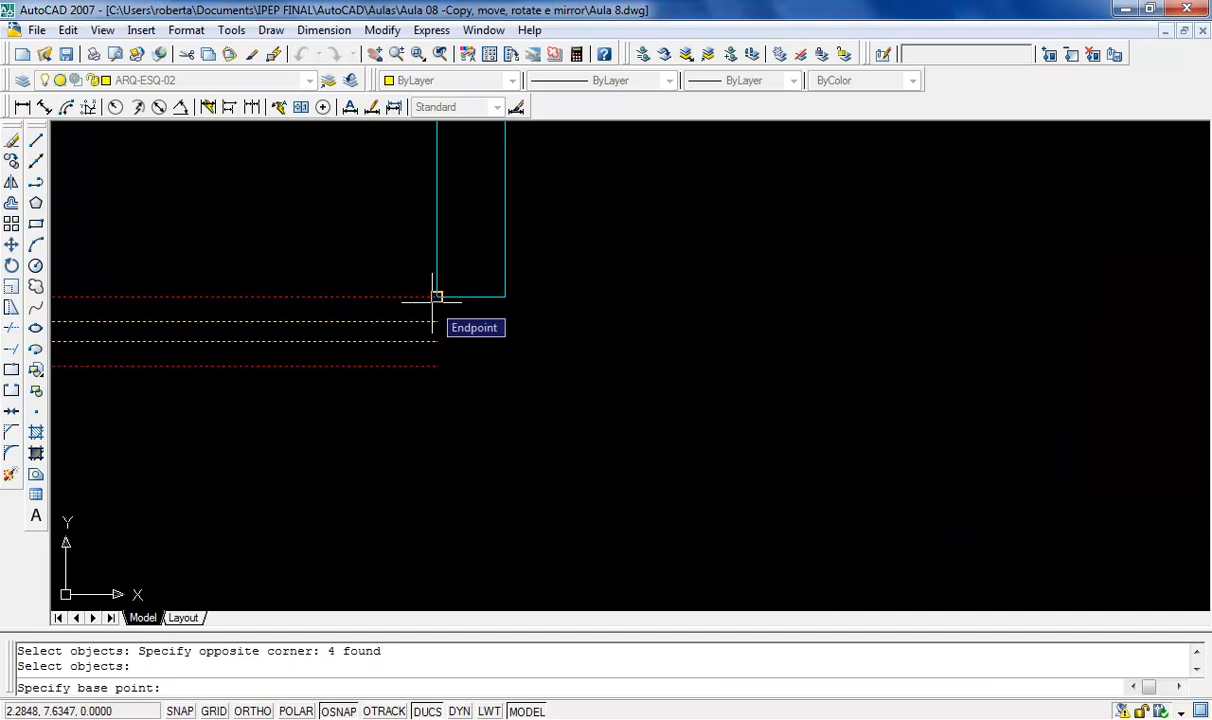 AutoCAD 2007 - [C:\Users\roberta\Documents\IPEP FINAL\AutoCAD\Aulas\Aula 08 -Copy, move, rotate e mirror\Aula 8.dwg]
File Edit View Insert Format Tools Draw Dimension Modify Express Window Help
ARQ-ESQ-02 ByLayer ByLayer ByLayer ByColor
Standard
Endpoint
A
Y
X
Model Layout
Select objects: Specify opposite corner: 4 found
Select objects:
Specify base point:
2.2848, 7.6347, 0.0000 SNAP GRID ORTHO POLAR OSNAP OTRACK DUCS DYN LWT MODEL